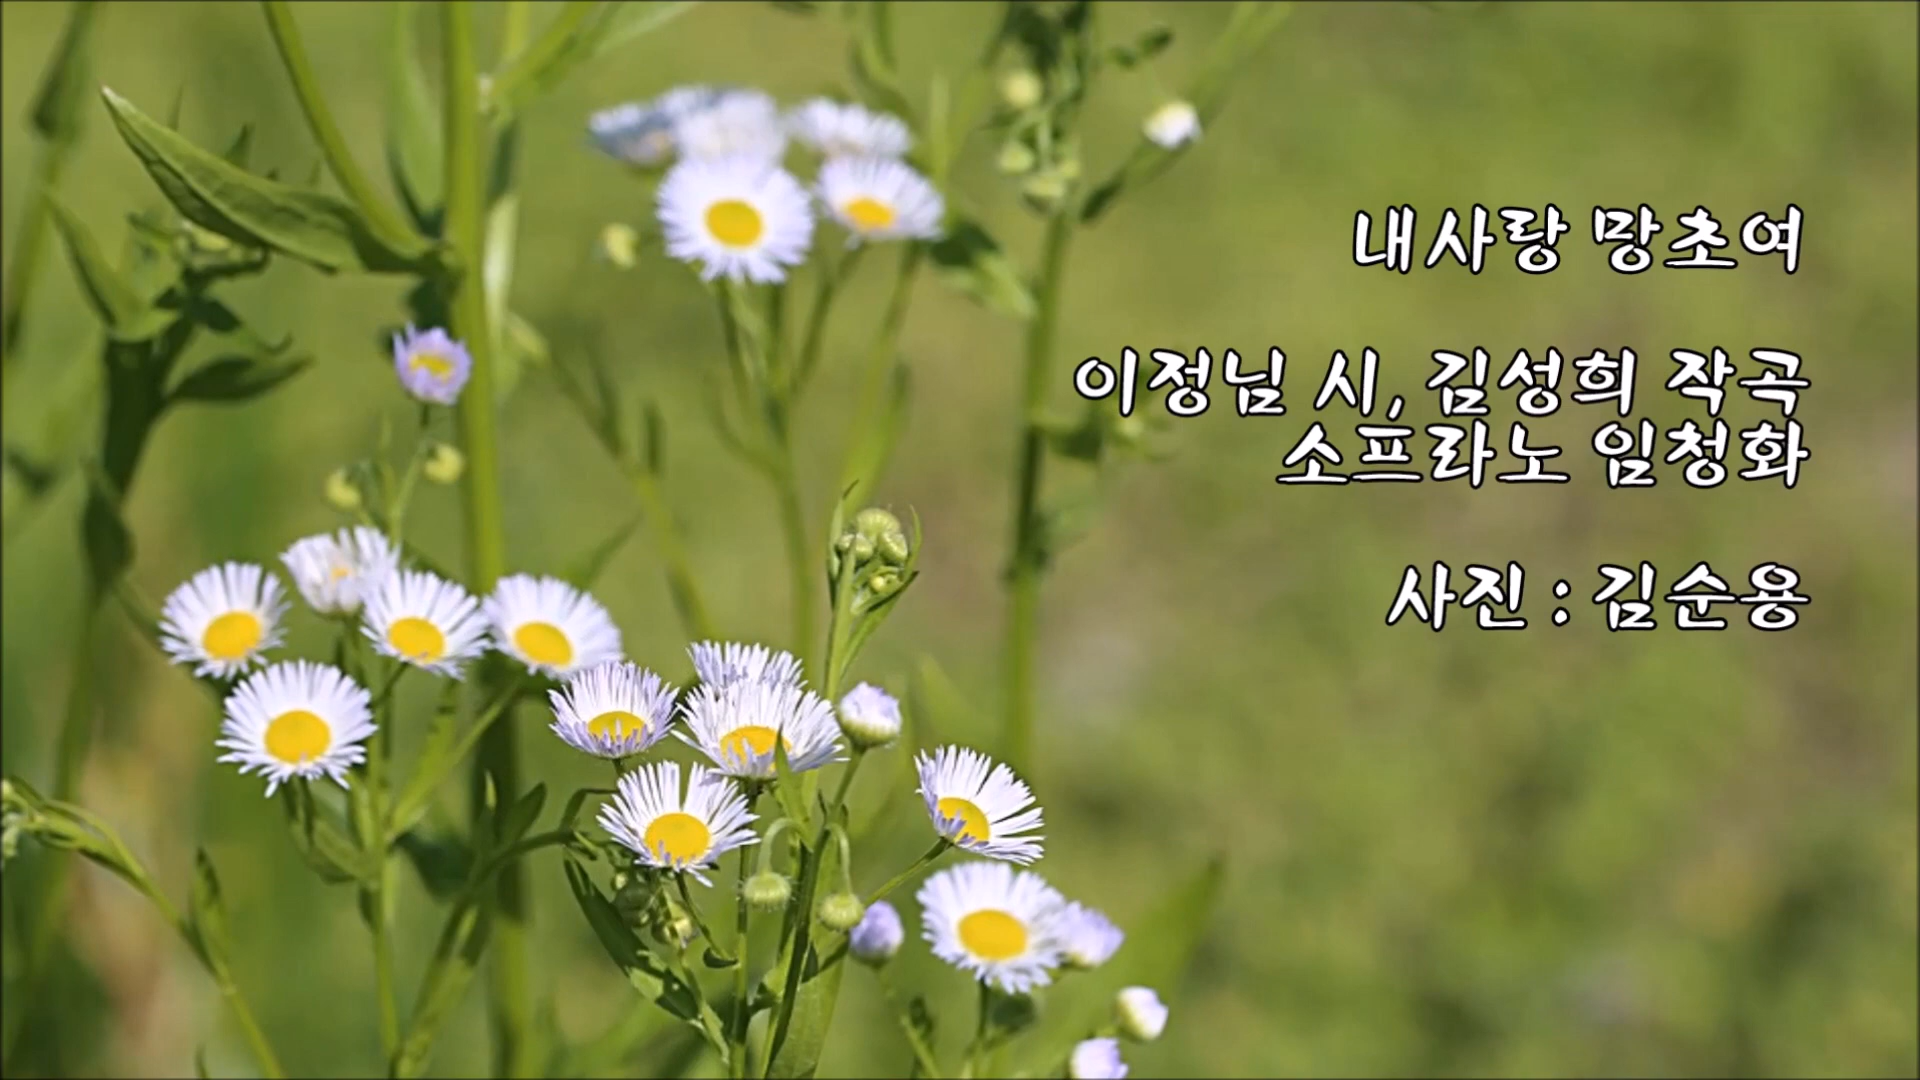 내사랑 망초여
이정님 시, 김성희 작곡
소프라노 임청화
사진 : 김순용